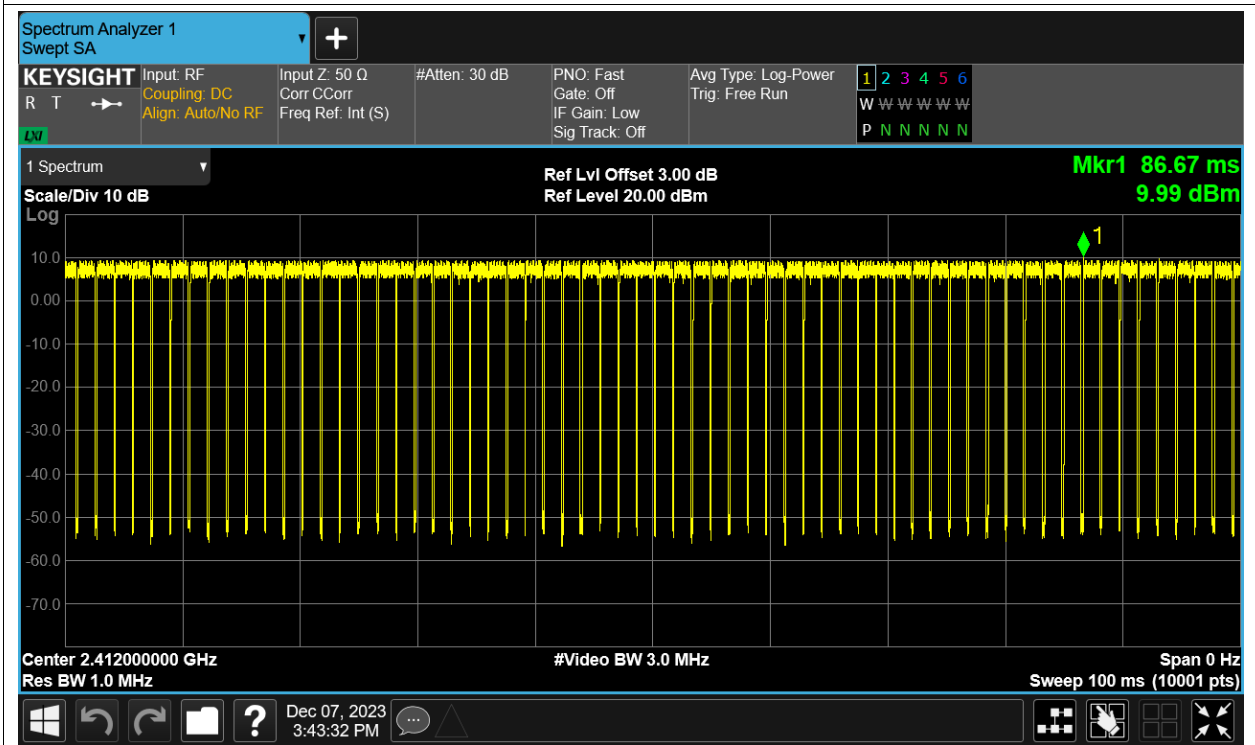 Spectrum Analyzer 1
Swept SA
KEYSIGHT
R T
LXI
Input: RF
Coupling: DC
Align: Auto/No RF
Input Z: 50 Ω
Corr CCorr
Freq Ref: Int (S)
#Atten: 30 dB
PNO: Fast
Gate: Off
IF Gain: Low
Sig Track: Off
Avg Type: Log-Power
Trig: Free Run
1 2 3 4 5 6
W W W W W W
P N N N N N
1 Spectrum
Scale/Div 10 dB
Ref Lvl Offset 3.00 dB
Ref Level 20.00 dBm
Mkr1 86.67 ms
9.99 dBm
Log
1
10.0
0.00
-10.0
-20.0
-30.0
-40.0
-50.0
-60.0
-70.0
Center 2.412000000 GHz
Res BW 1.0 MHz
#Video BW 3.0 MHz
Span 0 Hz
Sweep 100 ms (10001 pts)
?
Dec 07, 2023
3:43:32 PM